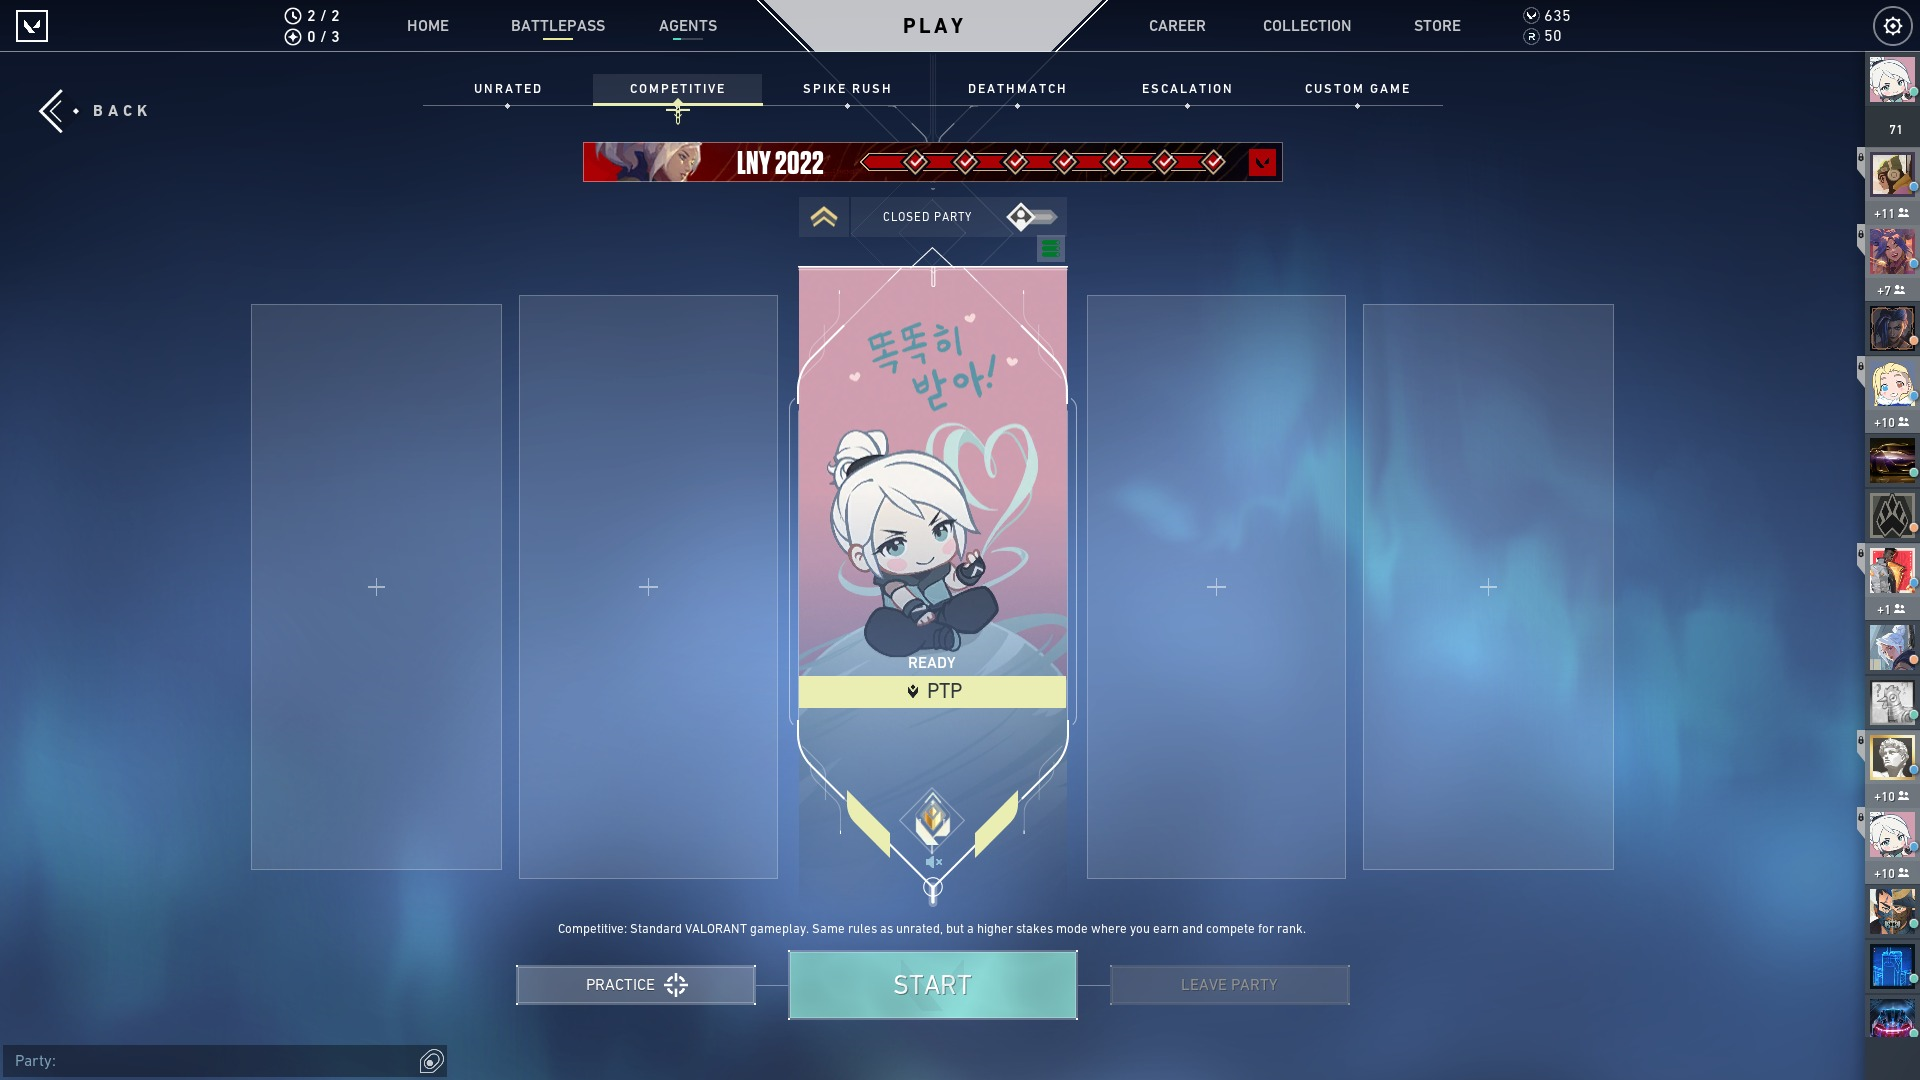 2 / 2
0 / 3
HOME
BATTLEPASS
AGENTS
PLAY
CAREER
COLLECTION
STORE
635
R 50
BACK
UNRATED
COMPETITIVE
SPIKE RUSH
DEATHMATCH
ESCALATION
CUSTOM GAME
71
LNY 2022
CLOSED PARTY
+11
+7
똑똑히
받아!
+10
+1
READY
PTP
+10
+10
Competitive: Standard VALORANT gameplay. Same rules as unrated, but a higher stakes mode where you earn and compete for rank.
PRACTICE
START
LEAVE PARTY
Party: